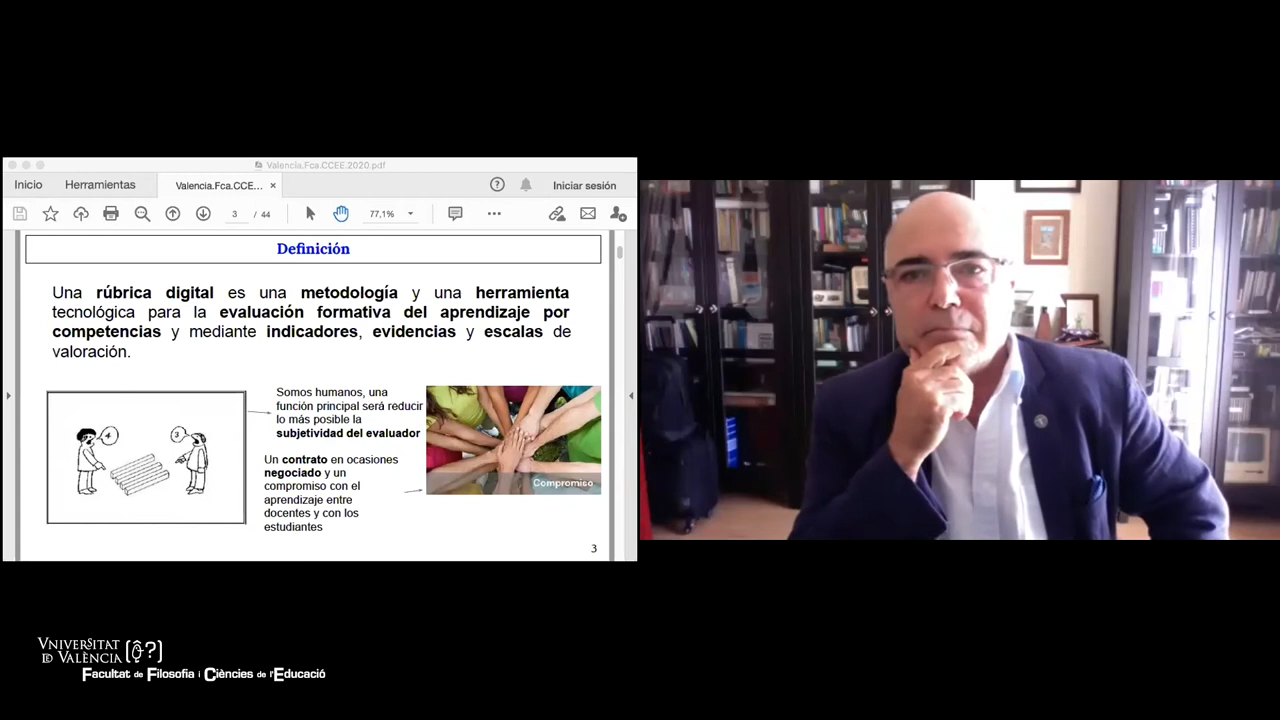 Valencia.Fca.CCEE.2020.pdf
Inicio
Herramientas
Valencia.Fca.CCE...
Iniciar sesión
3 / 44
77,1%
Definición
Una rúbrica digital es una metodología y una herramienta
tecnológica para la evaluación formativa del aprendizaje por
competencias y mediante indicadores, evidencias y escalas de
valoración.
4
3
Somos humanos, una
función principal será reducir
lo más posible la
subjetividad del evaluador
Un contrato en ocasiones
negociado y un
compromiso con el
aprendizaje entre
docentes y con los
estudiantes
Compromiso
3
VNIVERSITAT
DE VALÈNCIA
Facultat de Filosofia i Ciències de l'Educació